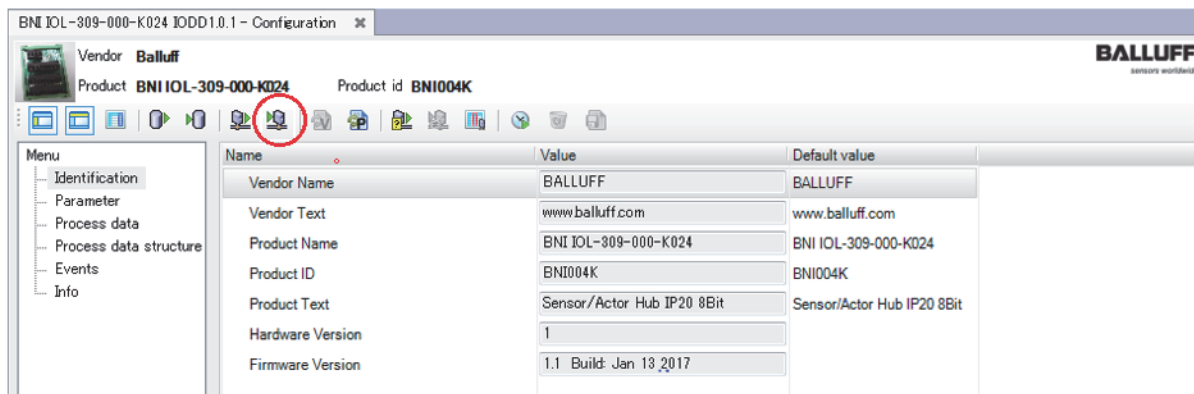 BNI IOL-309-000-K024 IODD1.0.1 - Configuration
Vendor Balluff
BALLUFF
sensors worldwide
Product BNI IOL-309-000-K024 Product id BNI004K
Menu
Identification
Parameter
Process data
Process data structure
Events
Info
Name Value Default value
Vendor Name BALLUFF BALLUFF
Vendor Text www.balluff.com www.balluff.com
Product Name BNI IOL-309-000-K024 BNI IOL-309-000-K024
Product ID BNI004K BNI004K
Product Text Sensor/Actor Hub IP20 8Bit Sensor/Actor Hub IP20 8Bit
Hardware Version 1
Firmware Version 1.1 Build: Jan 13 2017